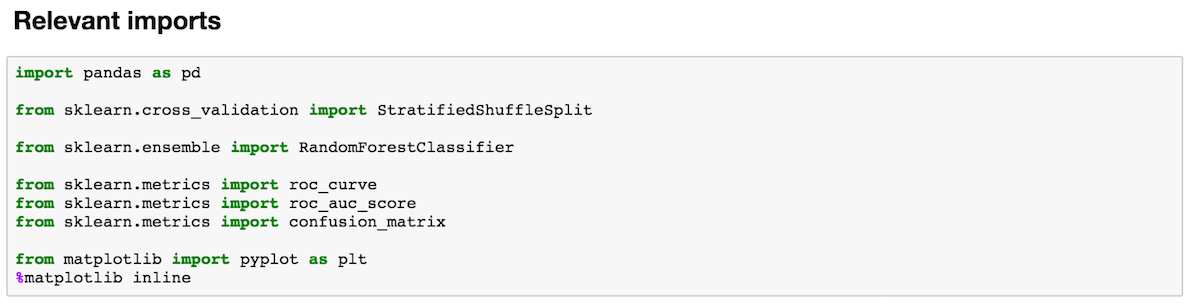 Relevant imports
import pandas as pd
from sklearn.cross_validation import StratifiedShuffleSplit
from sklearn.ensemble import RandomForestClassifier
from sklearn.metrics import roc_curve
from sklearn.metrics import roc_auc_score
from sklearn.metrics import confusion_matrix
from matplotlib import pyplot as plt
%matplotlib inline